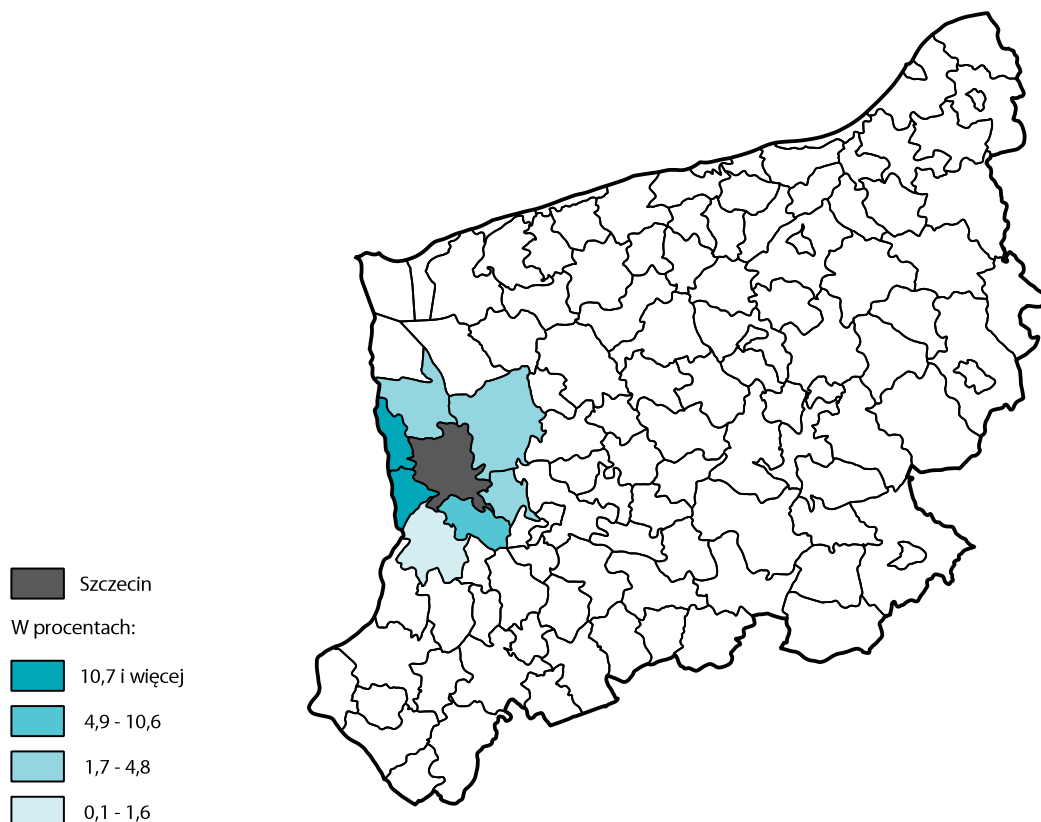 Szczecin
W procentach:
10,7 i więcej
4,9 - 10,6
1,7 - 4,8
0,1 - 1,6